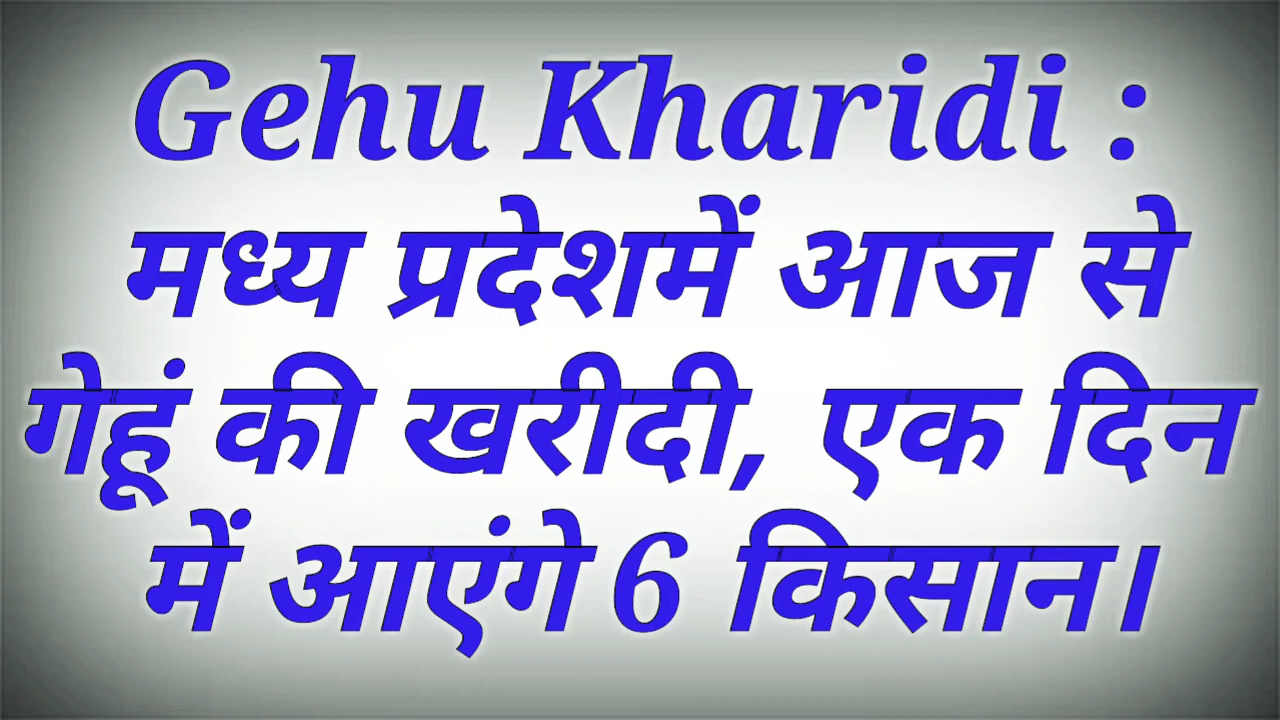 Gehu Kharidi :
मध्य प्रदेशमें आज से
गेहूं की खरीदी, एक दिन
में आएंगे 6 किसान।